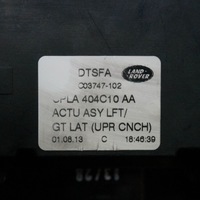 DTSFA
LAND-
ROVER
C03747-102
CPLA 404C10 AA
ACTU ASY LFT/
GT LAT (UPR CNCH)
01.08.13 C 18:46:39